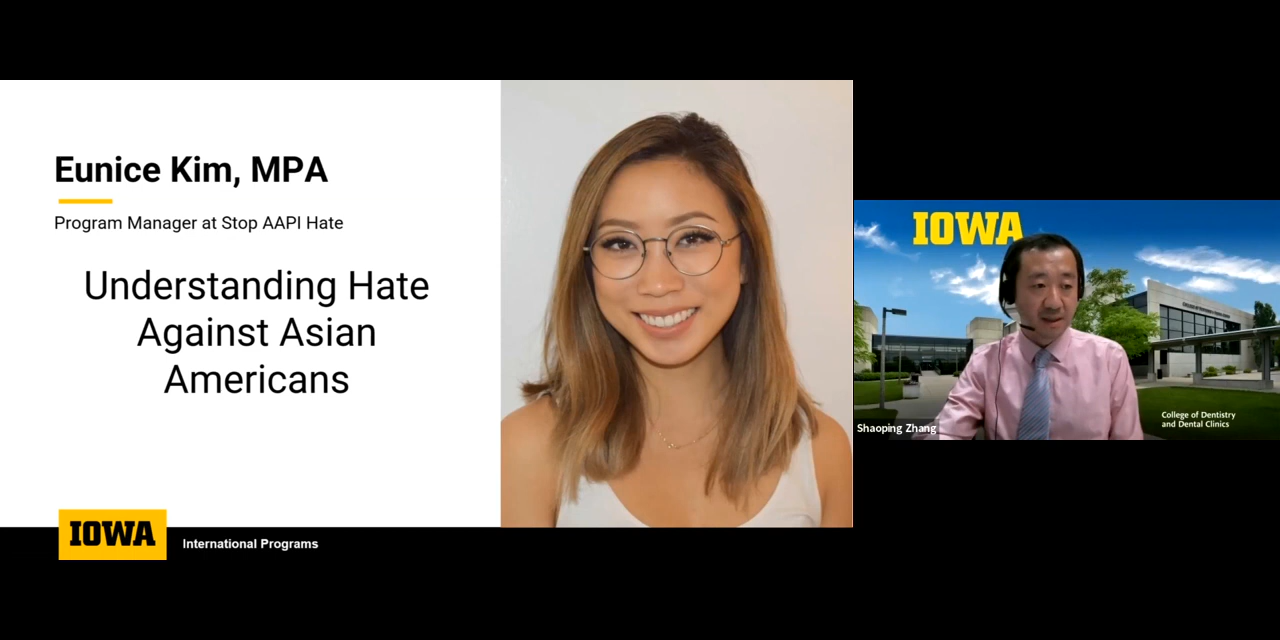 Eunice Kim, MPA
Program Manager at Stop AAPI Hate
Understanding Hate
Against Asian
Americans
IOWA
International Programs
IOWA
College of Dentistry
and Dental Clinics
Shaoping Zhang